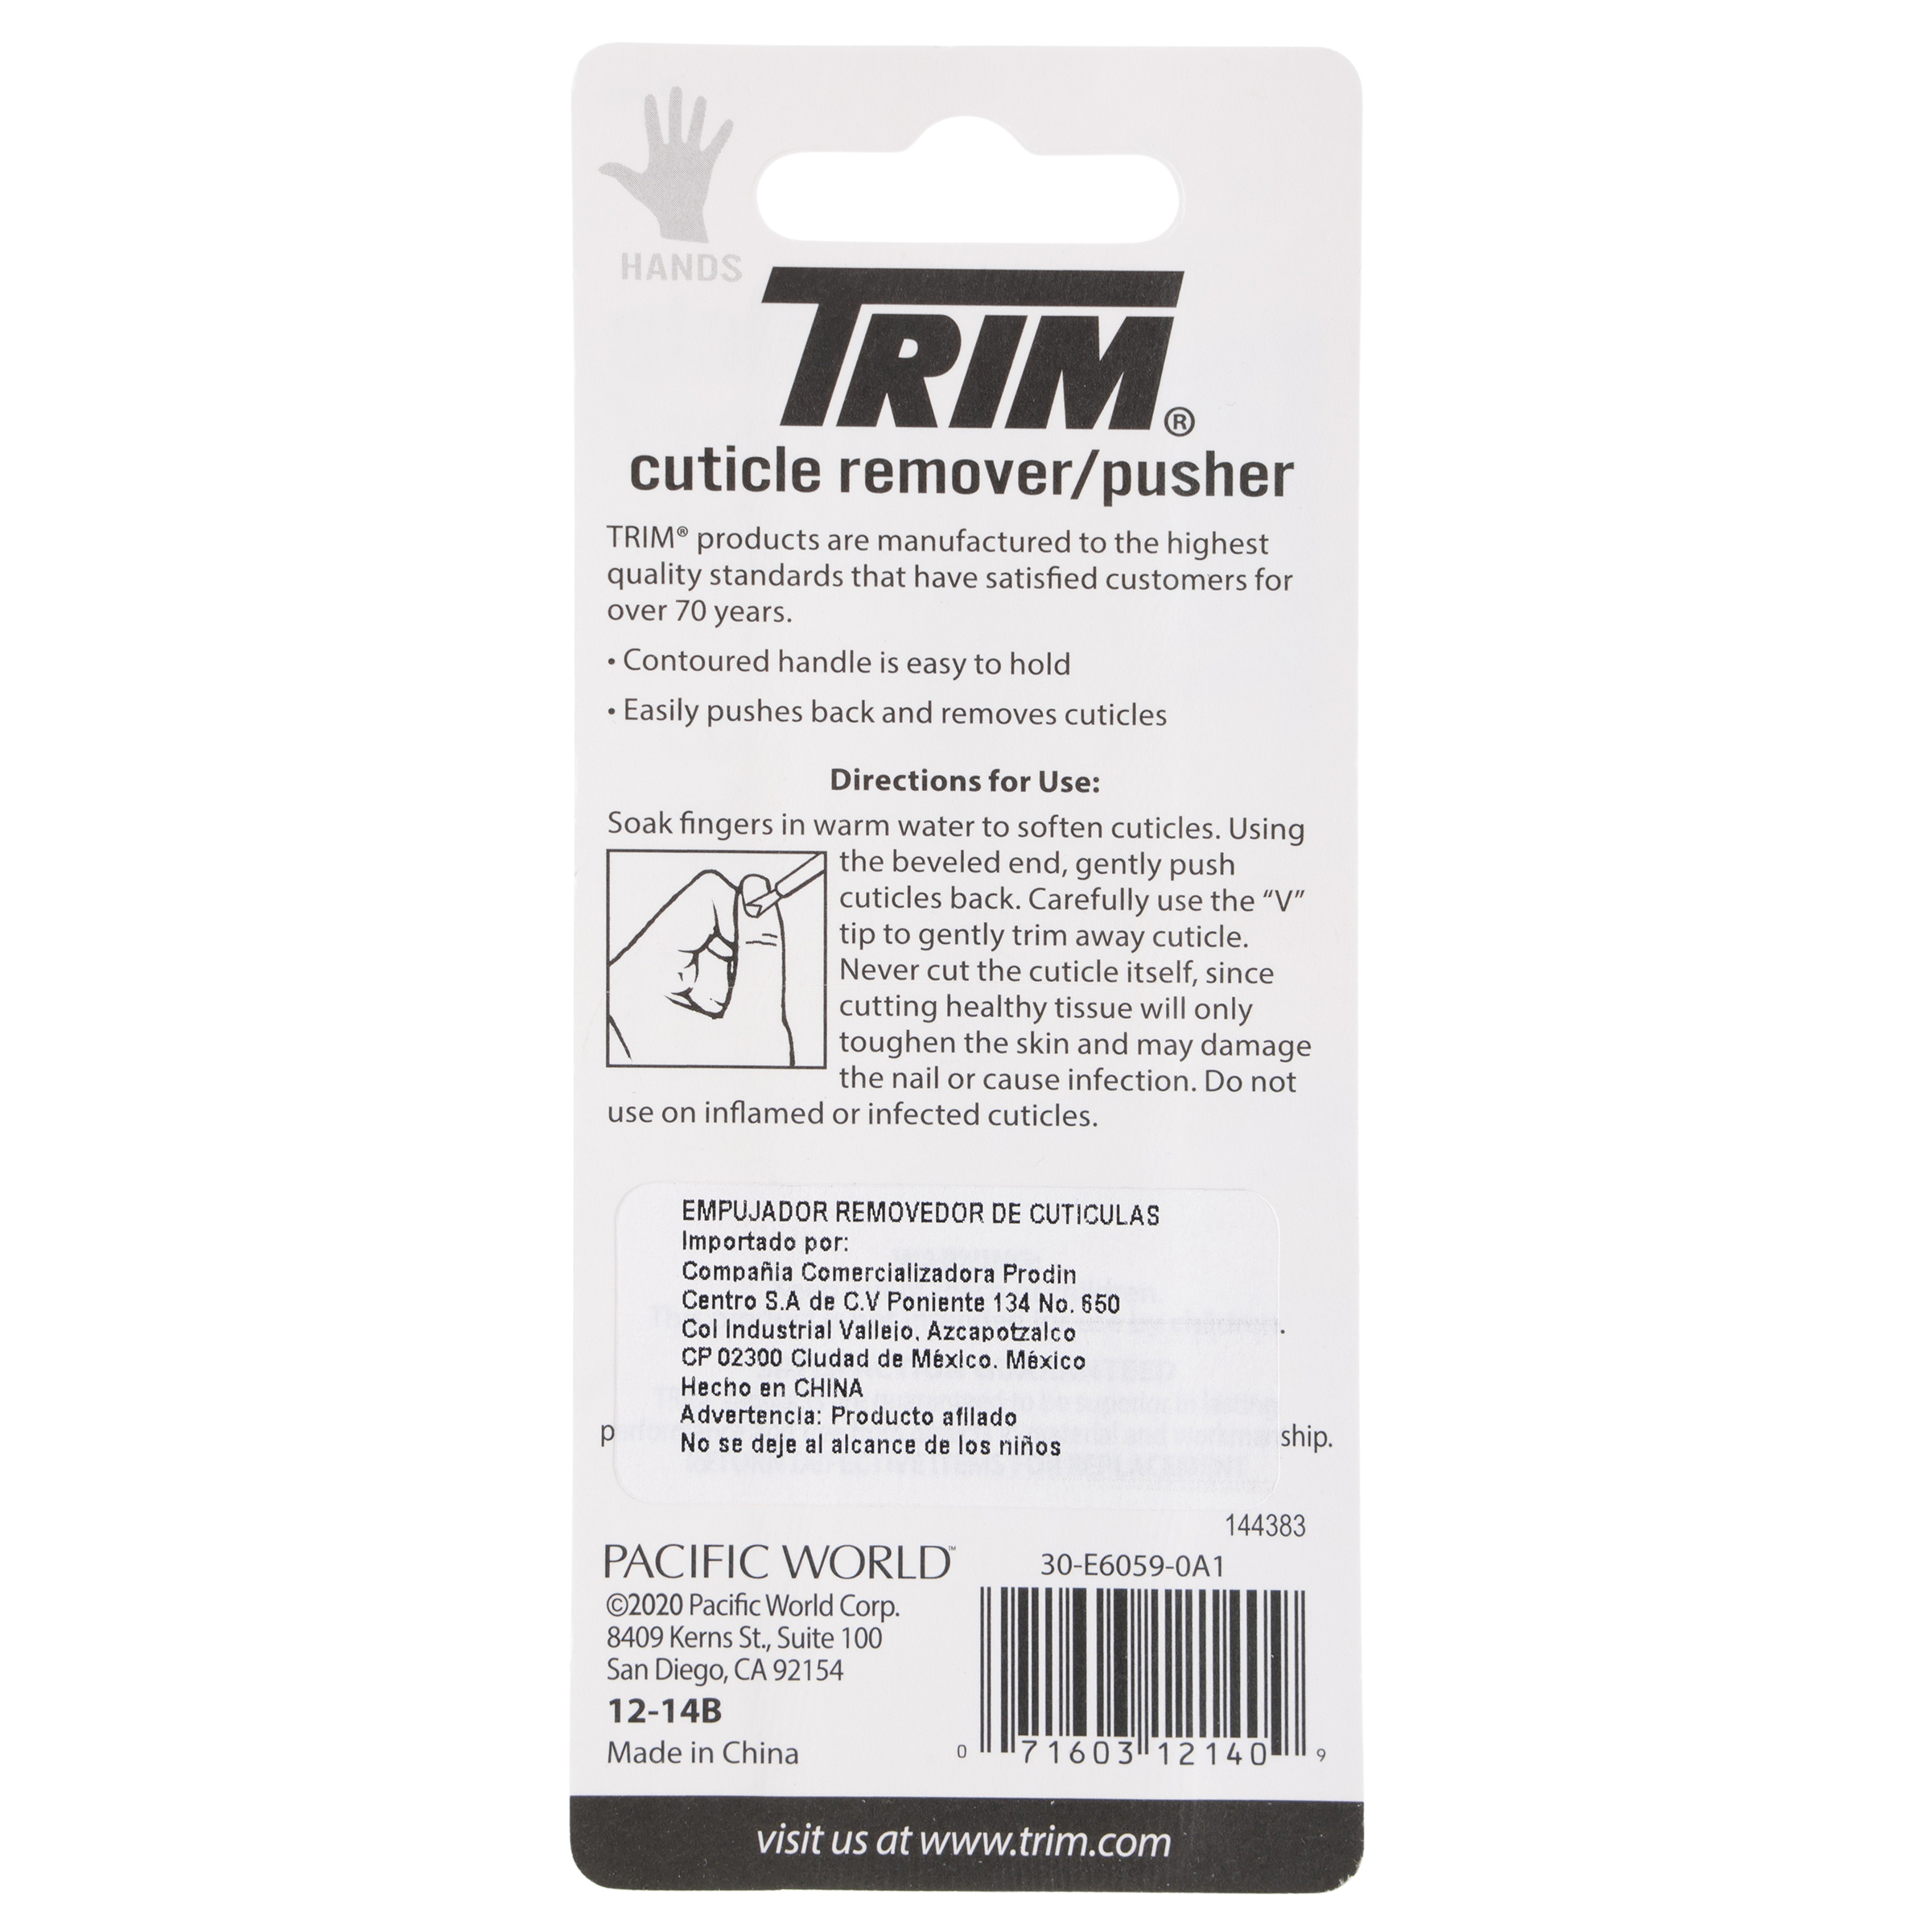 HANDS
TRIM®
cuticle remover/pusher
TRIM® products are manufactured to the highest
quality standards that have satisfied customers for
over 70 years.
• Contoured handle is easy to hold
• Easily pushes back and removes cuticles
Directions for Use:
Soak fingers in warm water to soften cuticles. Using
the beveled end, gently push
cuticles back. Carefully use the “V”
tip to gently trim away cuticle.
Never cut the cuticle itself, since
cutting healthy tissue will only
toughen the skin and may damage
the nail or cause infection. Do not
use on inflamed or infected cuticles.
EMPUJADOR REMOVEDOR DE CUTICULAS
Importado por:
Compañia Comercializadora Prodin
Centro S.A de C.V Poniente 134 No. 650
Col Industrial Vallejo, Azcapotzalco
CP 02300 Ciudad de México. México
Hecho en CHINA
Advertencia: Producto afilado
No se deje al alcance de los niños
p ship.
144383
PACIFIC WORLD™
30-E6059-0A1
©2020 Pacific World Corp.
8409 Kerns St., Suite 100
San Diego, CA 92154
12-14B
Made in China
0 71603 12140 9
visit us at www.trim.com